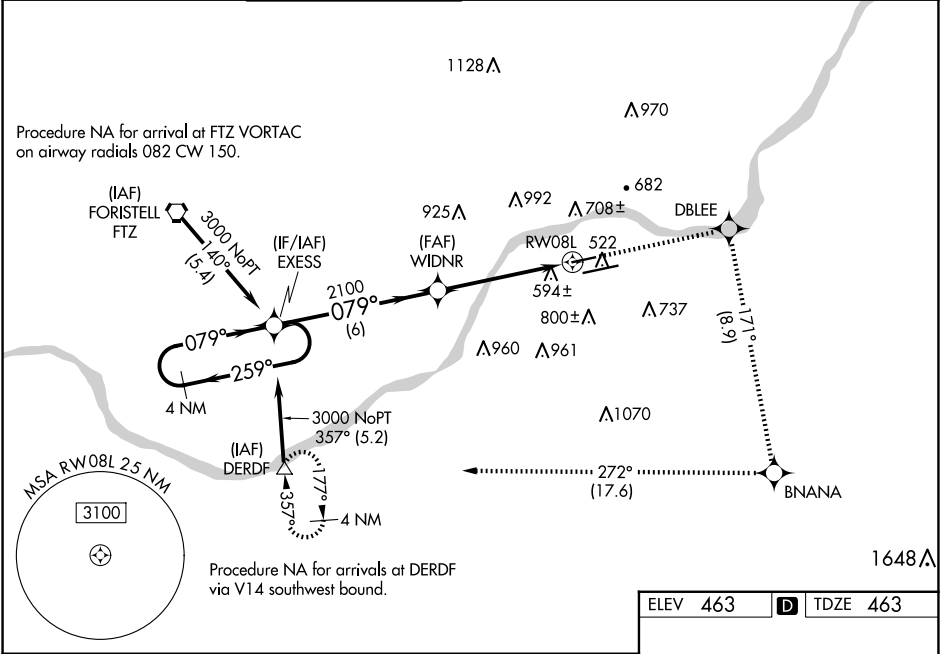 1128
970
Procedure NA for arrival at FTZ VORTAC
on airway radials 082 CW 150.
682
(IAF)
FORISTELL
FTZ
992
925
708±
DBLEE
3000 NoPT
140°
(5.4)
(IF/IAF)
EXESS
(FAF)
WIDNR
RW08L
522
2100
079°
(6)
594±
800±
737
079°
259°
4 NM
960
961
171°
(8.9)
1070
3000 NoPT
357° (5.2)
(IAF)
DERDF
177°
357°
4 NM
272°
(17.6)
BNANA
MSA RW08L 25 NM
3100
1648
Procedure NA for arrivals at DERDF
via V14 southwest bound.
ELEV 463 D TDZE 463